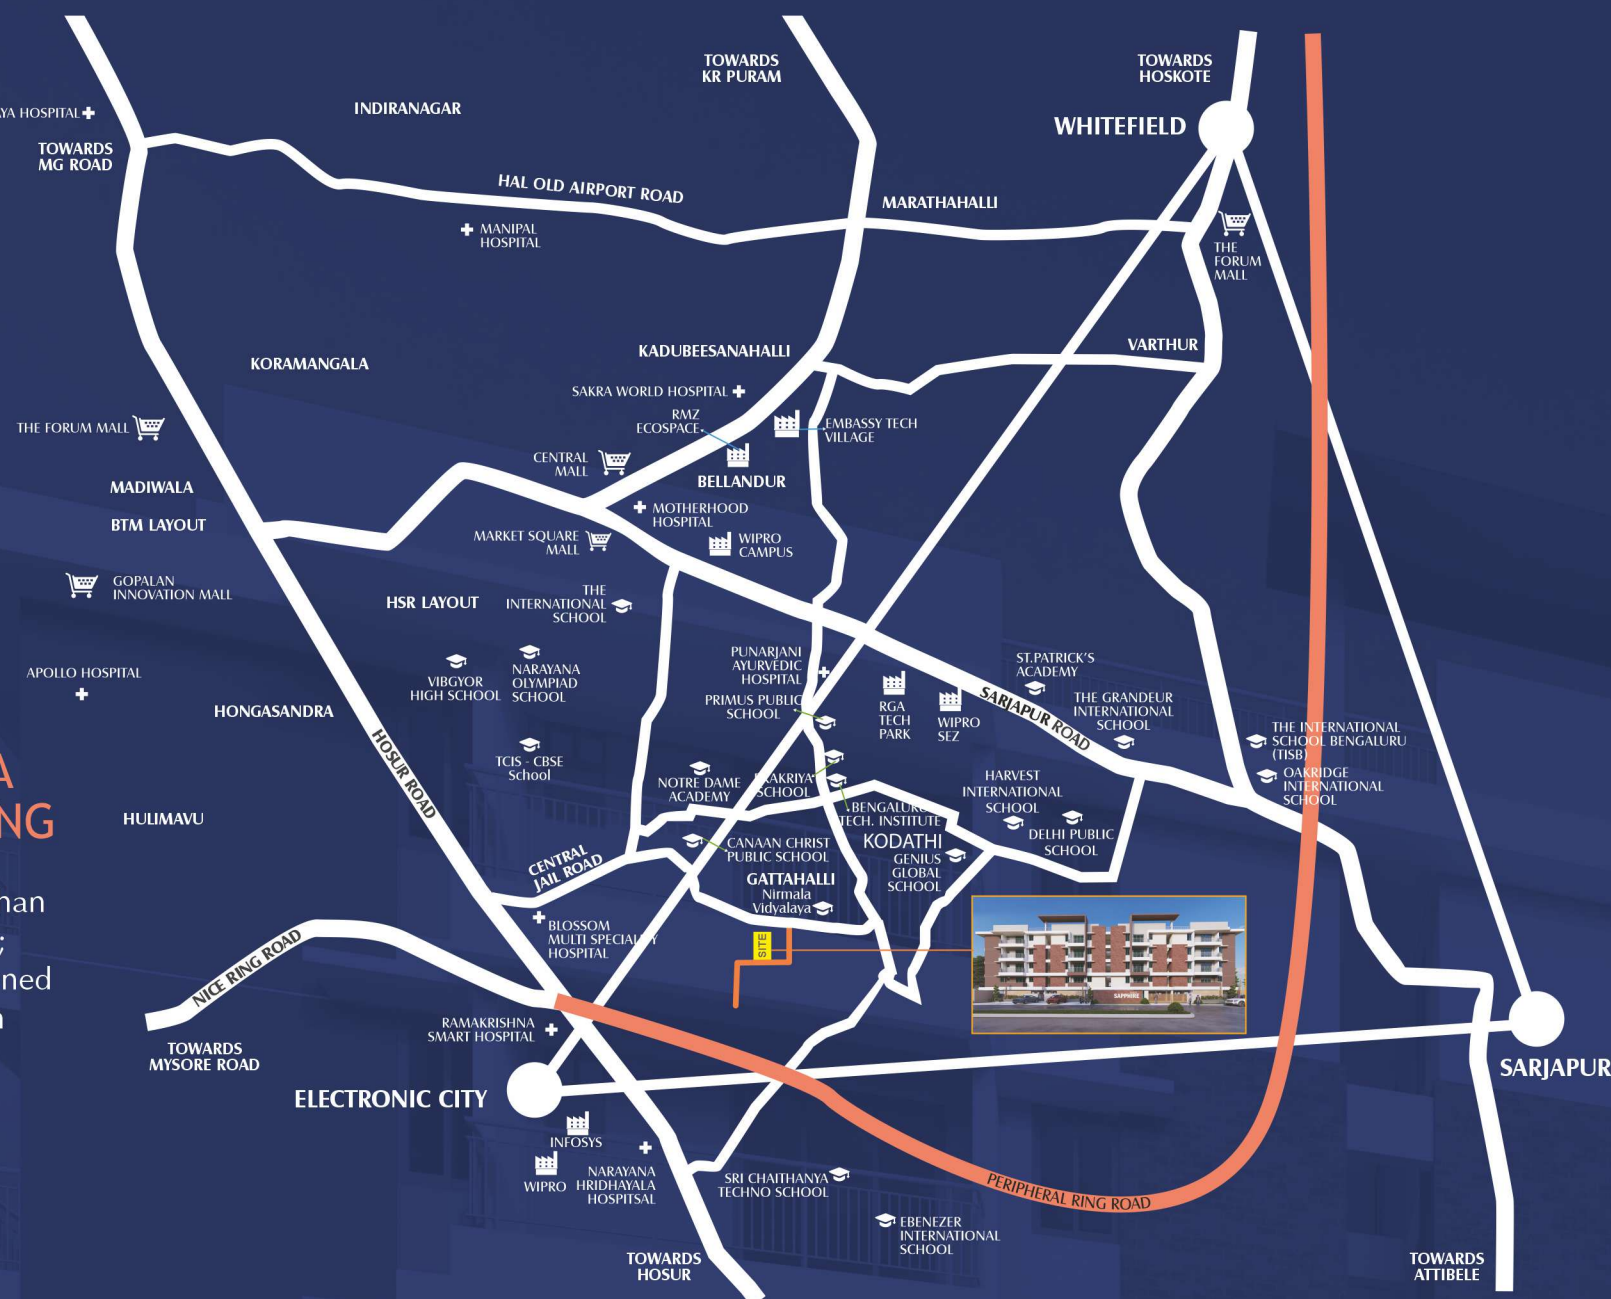 TOWARDS
KR PURAM
TOWARDS
HOSKOTE
INDIRANAGAR
YA HOSPITAL
WHITEFIELD
TOWARDS
MG ROAD
HAL OLD AIRPORT ROAD
MARATHAHALLI
MANIPAL
HOSPITAL
THE
FORUM
MALL
KORAMANGALA
KADUBEESANAHALLI
VARTHUR
SAKRA WORLD HOSPITAL
RMZ
ECOSPACE
EMBASSY TECH
VILLAGE
THE FORUM MALL
CENTRAL
MALL
BELLANDUR
MADIWALA
BTM LAYOUT
MOTHERHOOD
HOSPITAL
MARKET SQUARE
MALL
WIPRO
CAMPUS
GOPALAN
INNOVATION MALL
HSR LAYOUT
THE
INTERNATIONAL
SCHOOL
APOLLO HOSPITAL
VIBGYOR
HIGH SCHOOL
NARAYANA
OLYMPIAD
SCHOOL
PUNARJANI
AYURVEDIC
HOSPITAL
PRIMUS PUBLIC
SCHOOL
RGA
TECH
PARK
WIPRO
SEZ
ST.PATRICK'S
ACADEMY
SARJAPUR ROAD
THE GRANDEUR
INTERNATIONAL
SCHOOL
THE INTERNATIONAL
SCHOOL BENGALURU
(TISB)
OAKRIDGE
INTERNATIONAL
SCHOOL
HONGASANDRA
HOSUR ROAD
TCIS - CBSE
School
NOTRE DAME
ACADEMY
SCHOOL
HARVEST
INTERNATIONAL
SCHOOL
A
NG
HULIMAVU
BENGALURU
TECH. INSTITUTE
DELHI PUBLIC
SCHOOL
CANAAN CHRIST
PUBLIC SCHOOL
KODATHI
GENIUS
GLOBAL
SCHOOL
CENTRAL
JAIL ROAD
GATTAHALLI
Nirmala
Vidyalaya
nan
;
ned
BLOSSOM
MULTI SPECIALITY
HOSPITAL
SITE
NICE RING ROAD
SAPPHIRE
RAMAKRISHNA
SMART HOSPITAL
TOWARDS
MYSORE ROAD
SARJAPUR
ELECTRONIC CITY
INFOSYS
WIPRO
NARAYANA
HRIDHAYALA
HOSPITSAL
SRI CHAITHANYA
TECHNO SCHOOL
PERIPHERAL RING ROAD
EBENEZER
INTERNATIONAL
SCHOOL
TOWARDS
HOSUR
TOWARDS
ATTIBELE